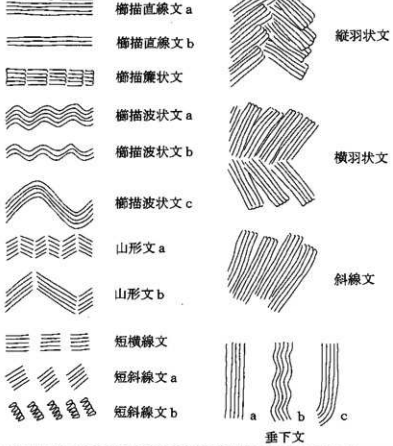 櫛描直線文a
櫛描直線文b
櫛描簾状文
櫛描波状文a
櫛描波状文b
櫛描波状文c
山形文a
山形文b
短横線文
短斜線文a
短斜線文b
縦羽状文
横羽状文
斜線文
a b c
垂下文